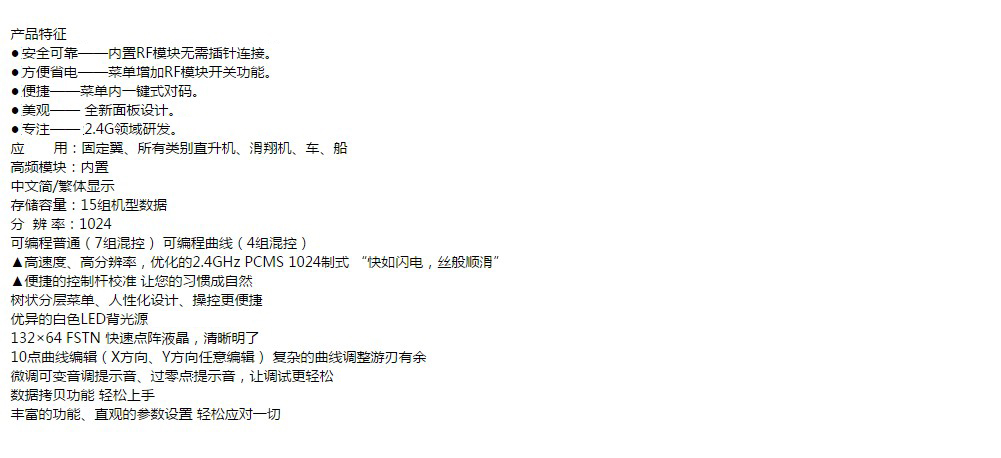 产品特征
●安全可靠——内置RF模块无需插针连接。
●方便省电——菜单增加RF模块开关功能。
●便捷——菜单内一键式对码。
●美观—— 全新面板设计。
●专注—— 2.4G领域研发。
应　　用：固定翼、所有类别直升机、滑翔机、车、船
高频模块：内置
中文简/繁体显示
存储容量：15组机型数据
分 辨 率：1024
可编程普通（7组混控） 可编程曲线（4组混控）
▲高速度、高分辨率，优化的2.4GHz PCMS 1024制式 “快如闪电，丝般顺滑”
▲便捷的控制杆校准 让您的习惯成自然
树状分层菜单、人性化设计、操控更便捷
优异的白色LED背光源
132×64 FSTN 快速点阵液晶，清晰明了
10点曲线编辑（X方向、Y方向任意编辑） 复杂的曲线调整游刃有余
微调可变音调提示音、过零点提示音，让调试更轻松
数据拷贝功能 轻松上手
丰富的功能、直观的参数设置 轻松应对一切